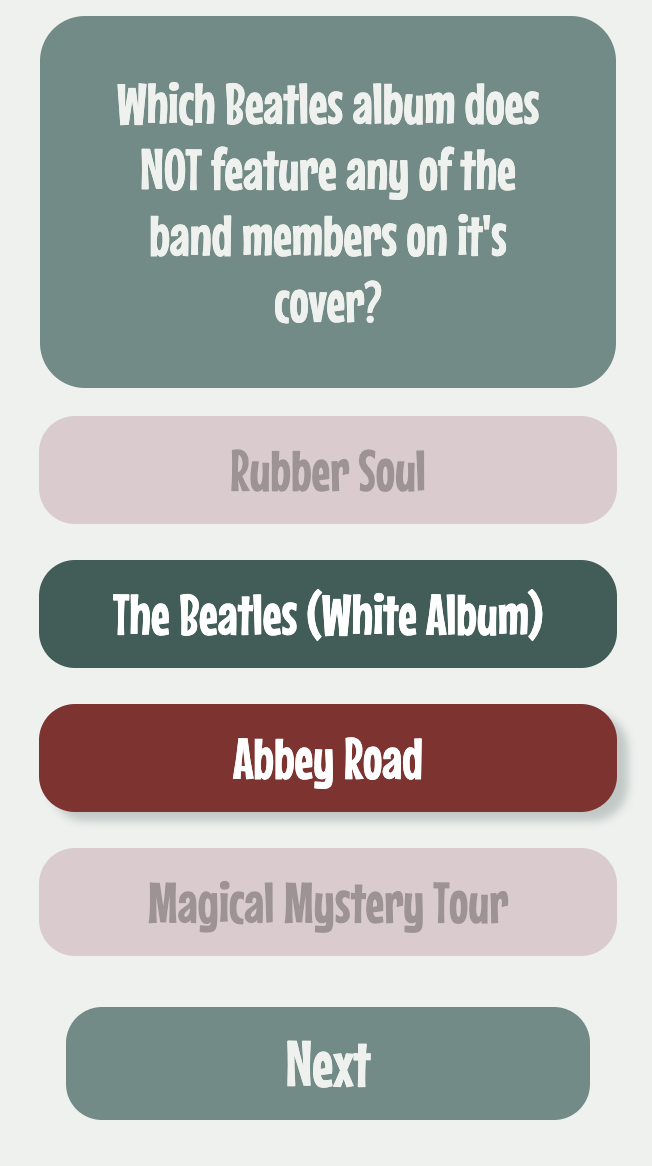 Which Beatles album does
NOT feature any of the
band members on it's
cover?
Rubber Soul
The Beatles (White Album)
Abbey Road
Magical Mystery Tour
Next